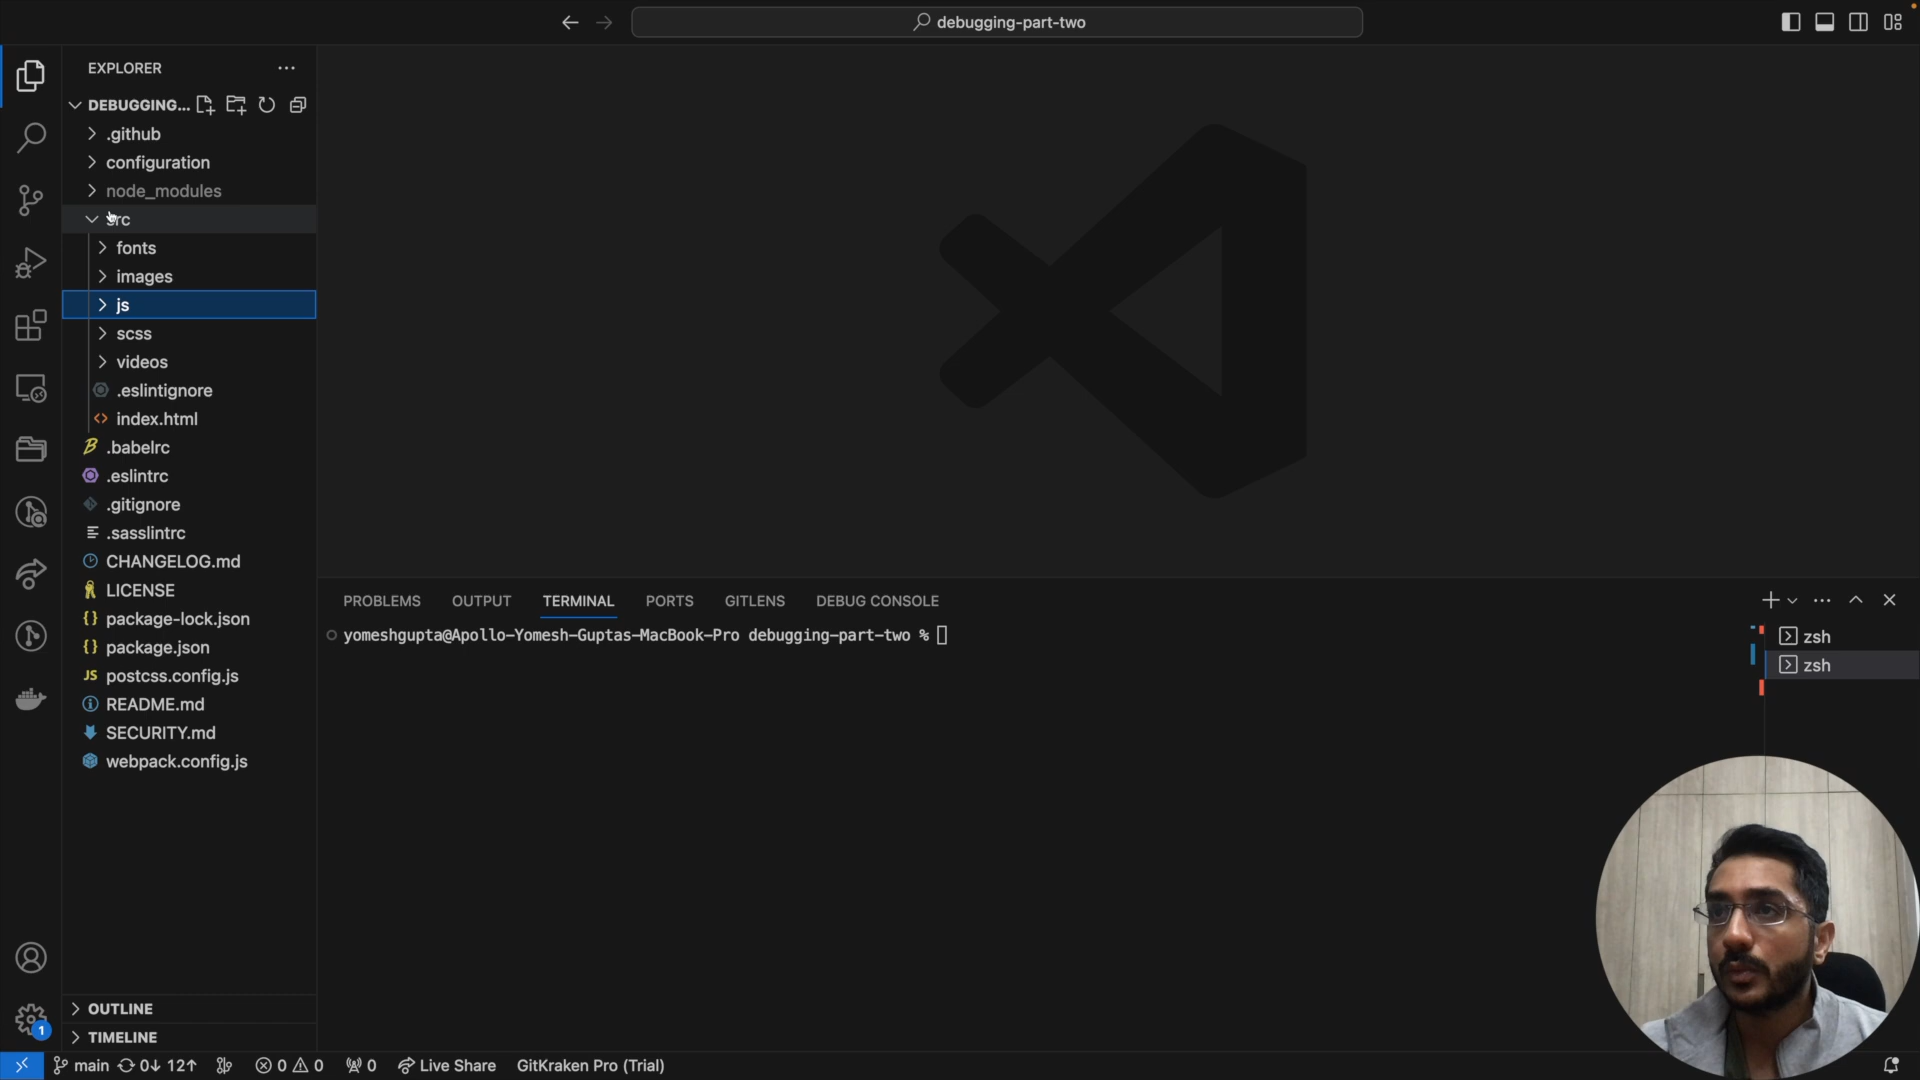 debugging-part-two
EXPLORER
DEBUGGING...
.github
configuration
node_modules
src
fonts
images
js
scss
videos
.eslintignore
index.html
.babelrc
.eslintrc
.gitignore
.sasslintrc
CHANGELOG.md
LICENSE
package-lock.json
package.json
postcss.config.js
README.md
SECURITY.md
webpack.config.js
OUTLINE
TIMELINE
PROBLEMS OUTPUT TERMINAL PORTS GITLENS DEBUG CONSOLE
yomeshgupta@Apollo-Yomesh-Guptas-MacBook-Pro debugging-part-two %
zsh
zsh
1
main 0↓ 12↑ 0 0 0 Live Share GitKraken Pro (Trial)